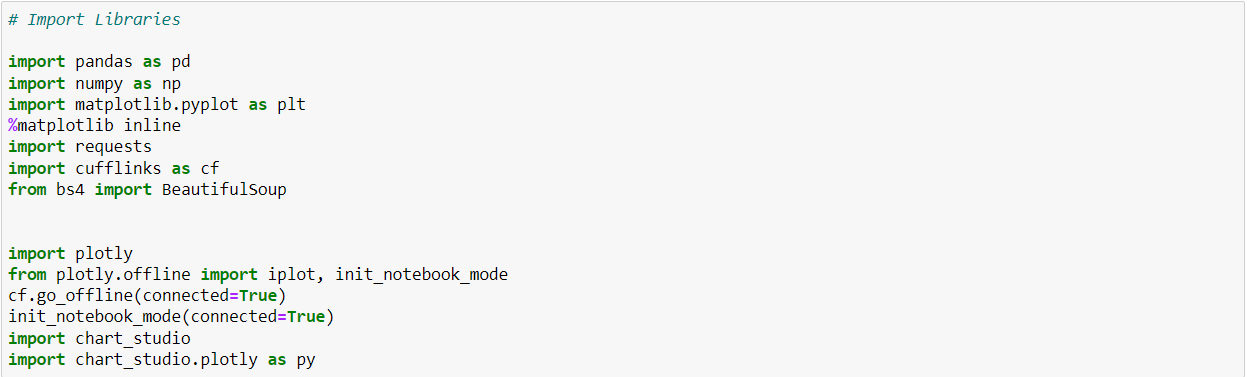 # Import Libraries
import pandas as pd
import numpy as np
import matplotlib.pyplot as plt
%matplotlib inline
import requests
import cufflinks as cf
from bs4 import BeautifulSoup
import plotly
from plotly.offline import iplot, init_notebook_mode
cf.go_offline(connected=True)
init_notebook_mode(connected=True)
import chart_studio
import chart_studio.plotly as py